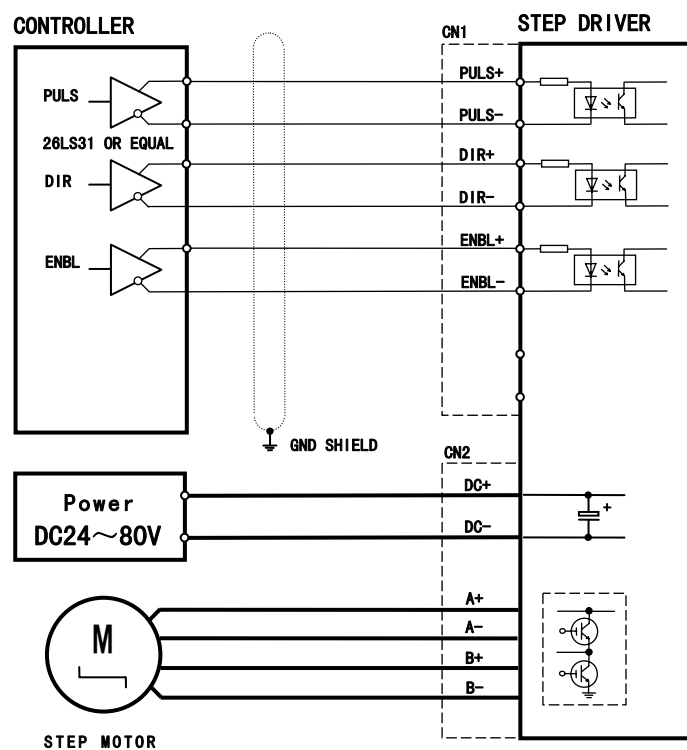 CONTROLLER
STEP DRIVER
CN1
PULS
PULS+
PULS-
26LS31 OR EQUAL
DIR
DIR+
DIR-
ENBL
ENBL+
ENBL-
GND SHIELD
CN2
Power
DC24～80V
DC+
DC-
+
M
A+
A-
B+
B-
STEP MOTOR